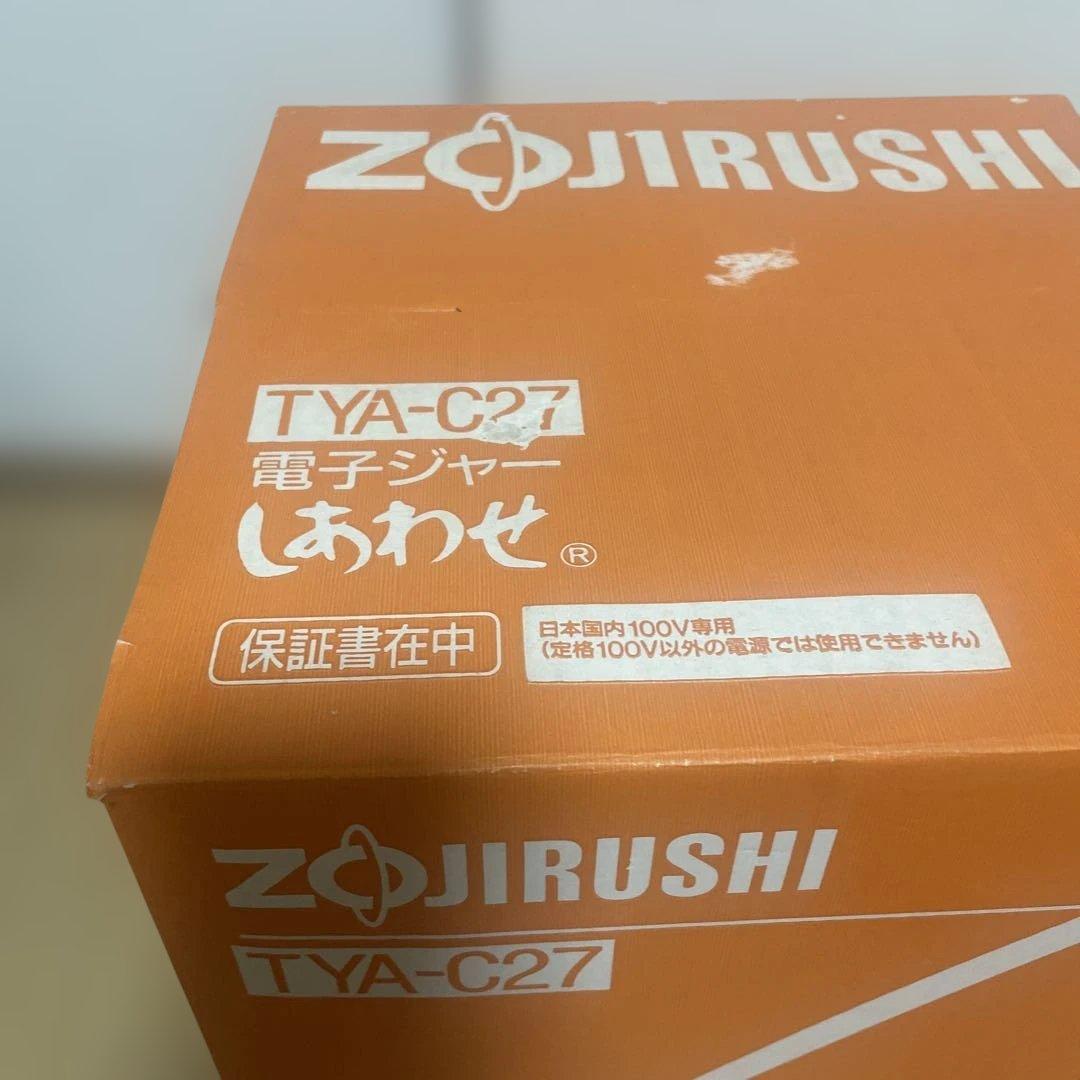 ZOJIRUSHI
TYA-C27
電子ジャー
しあわせ®
保証書在中
日本国内100V専用
(定格100V以外の電源では使用できません)
ZOJIRUSHI
TYA-C27